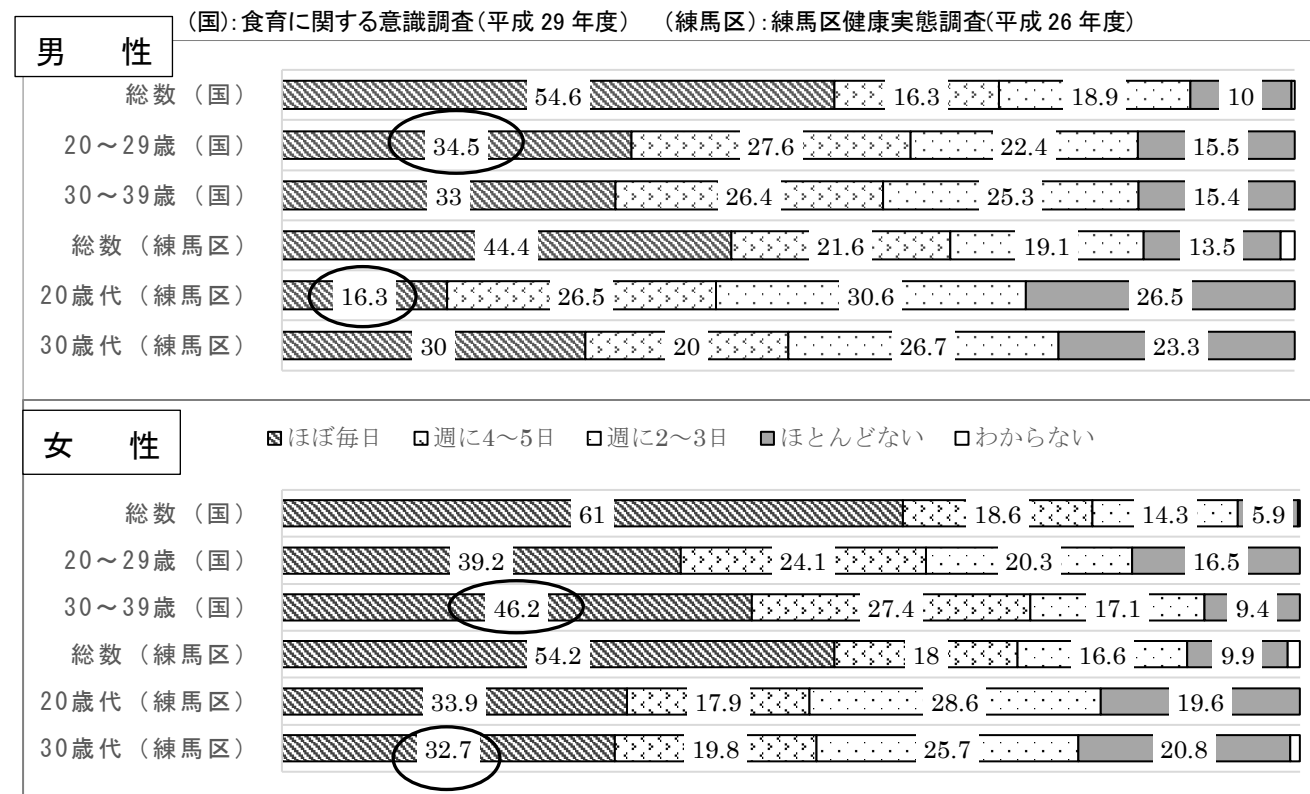 (国):食育に関する意識調査(平成 29 年度) (練馬区):練馬区健康実態調査(平成 26 年度)
男 性
総数(国) 54.6 16.3 18.9 10
20～29歳(国) 34.5 27.6 22.4 15.5
30～39歳(国) 33 26.4 25.3 15.4
総数(練馬区) 44.4 21.6 19.1 13.5
20歳代(練馬区) 16.3 26.5 30.6 26.5
30歳代(練馬区) 30 20 26.7 23.3
女 性
ほぼ毎日 週に4～5日 週に2～3日 ほとんどない わからない
総数(国) 61 18.6 14.3 5.9
20～29歳(国) 39.2 24.1 20.3 16.5
30～39歳(国) 46.2 27.4 17.1 9.4
総数(練馬区) 54.2 18 16.6 9.9
20歳代(練馬区) 33.9 17.9 28.6 19.6
30歳代(練馬区) 32.7 19.8 25.7 20.8